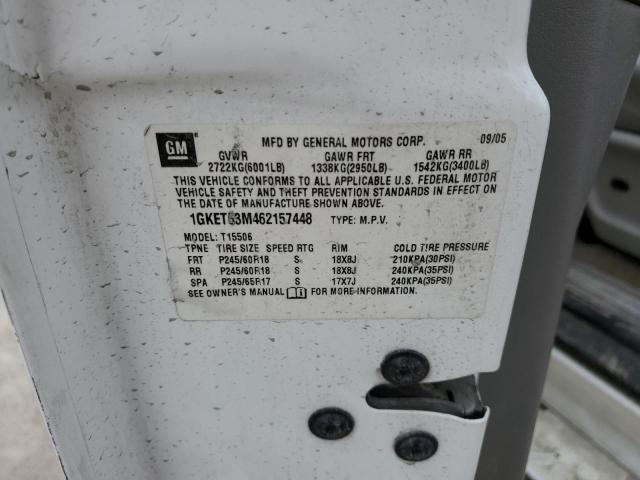 GM
MFD BY GENERAL MOTORS CORP. 09/05
GVWR GAWR FRT GAWR RR
2722KG(6001LB) 1338KG(2950LB) 1542KG(3400LB)
THIS VEHICLE CONFORMS TO ALL APPLICABLE U.S. FEDERAL MOTOR
VEHICLE SAFETY AND THEFT PREVENTION STANDARDS IN EFFECT ON
THE DATE OF MANUFACTURE SHOWN ABOVE.
1GKET63M462157448 TYPE: M.P.V.
MODEL: T15506
TPNE TIRE SIZE SPEED RTG RIM COLD TIRE PRESSURE
FRT P245/60R18 S 18X8J 210KPA(30PSI)
RR P245/60R18 S 18X8J 240KPA(35PSI)
SPA P245/65R17 S 17X7J 240KPA(35PSI)
SEE OWNER'S MANUAL FOR MORE INFORMATION.